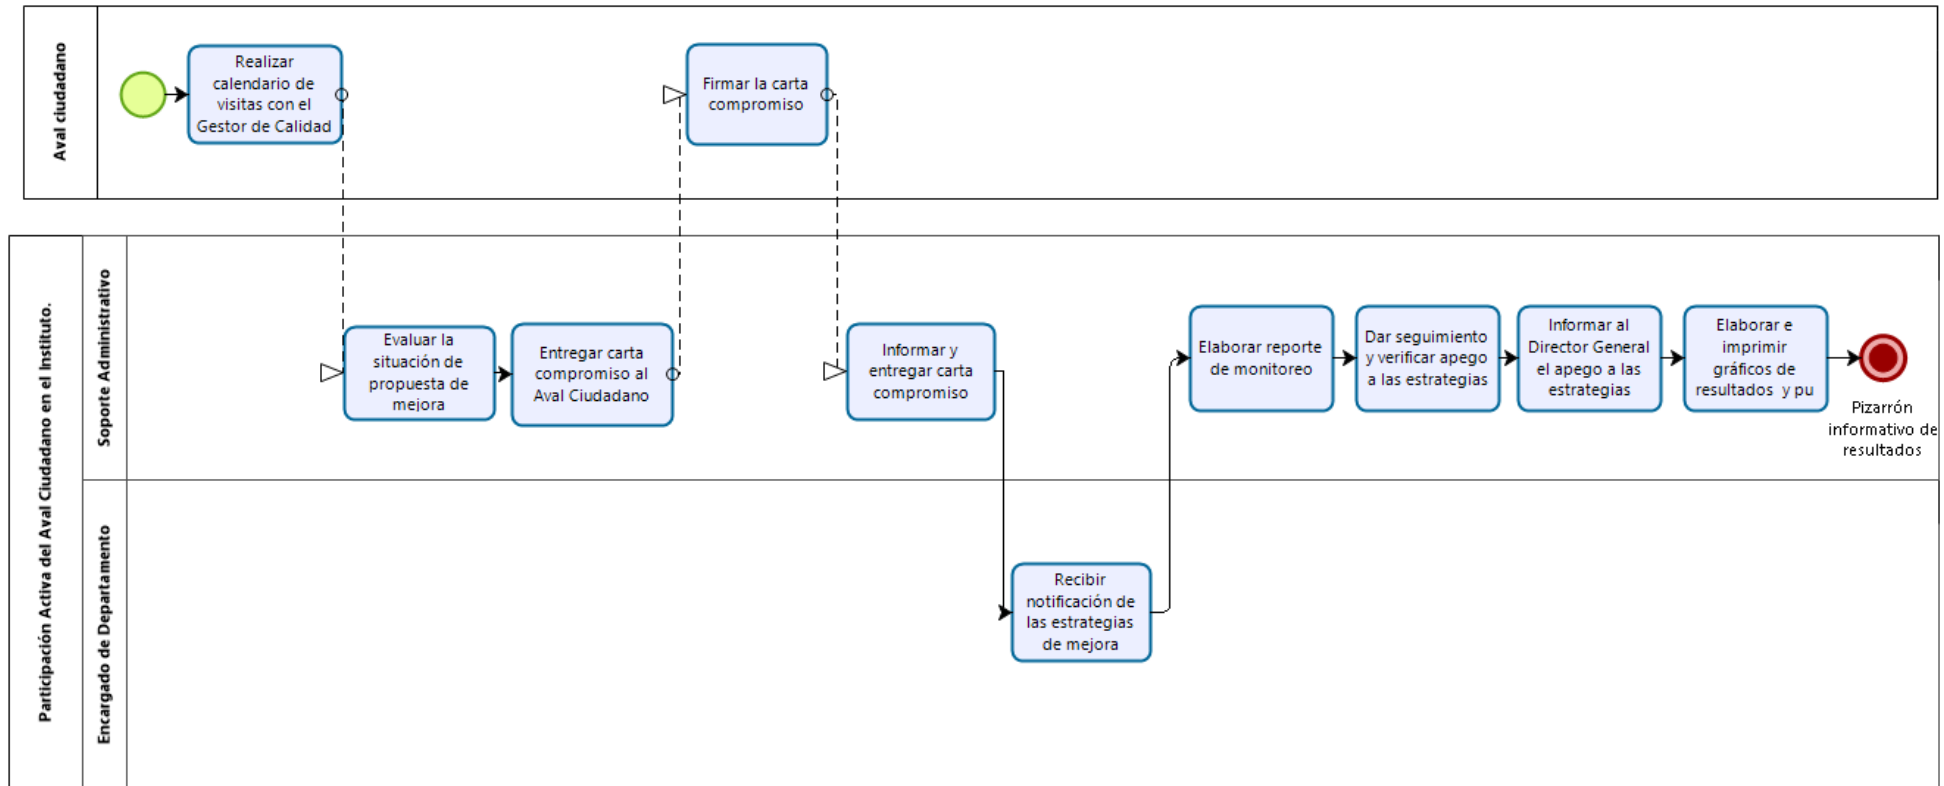 Aval ciudadano
Realizar
calendario de
visitas con el
Gestor de Calidad
Firmar la carta
compromiso
Participación Activa del Aval Ciudadano en el Instituto.
Soporte Administrativo
Evaluar la
situación de
propuesta de
mejora
Entregar carta
compromiso al
Aval Ciudadano
Informar y
entregar carta
compromiso
Elaborar reporte
de monitoreo
Dar seguimiento
y verificar apego
a las estrategias
Informar al
Director General
el apego a las
estrategias
Elaborar e
imprimir
gráficos de
resultados y pu
Pizarrón
informativo de
resultados
Encargado de Departamento
Recibir
notificación de
las estrategias
de mejora